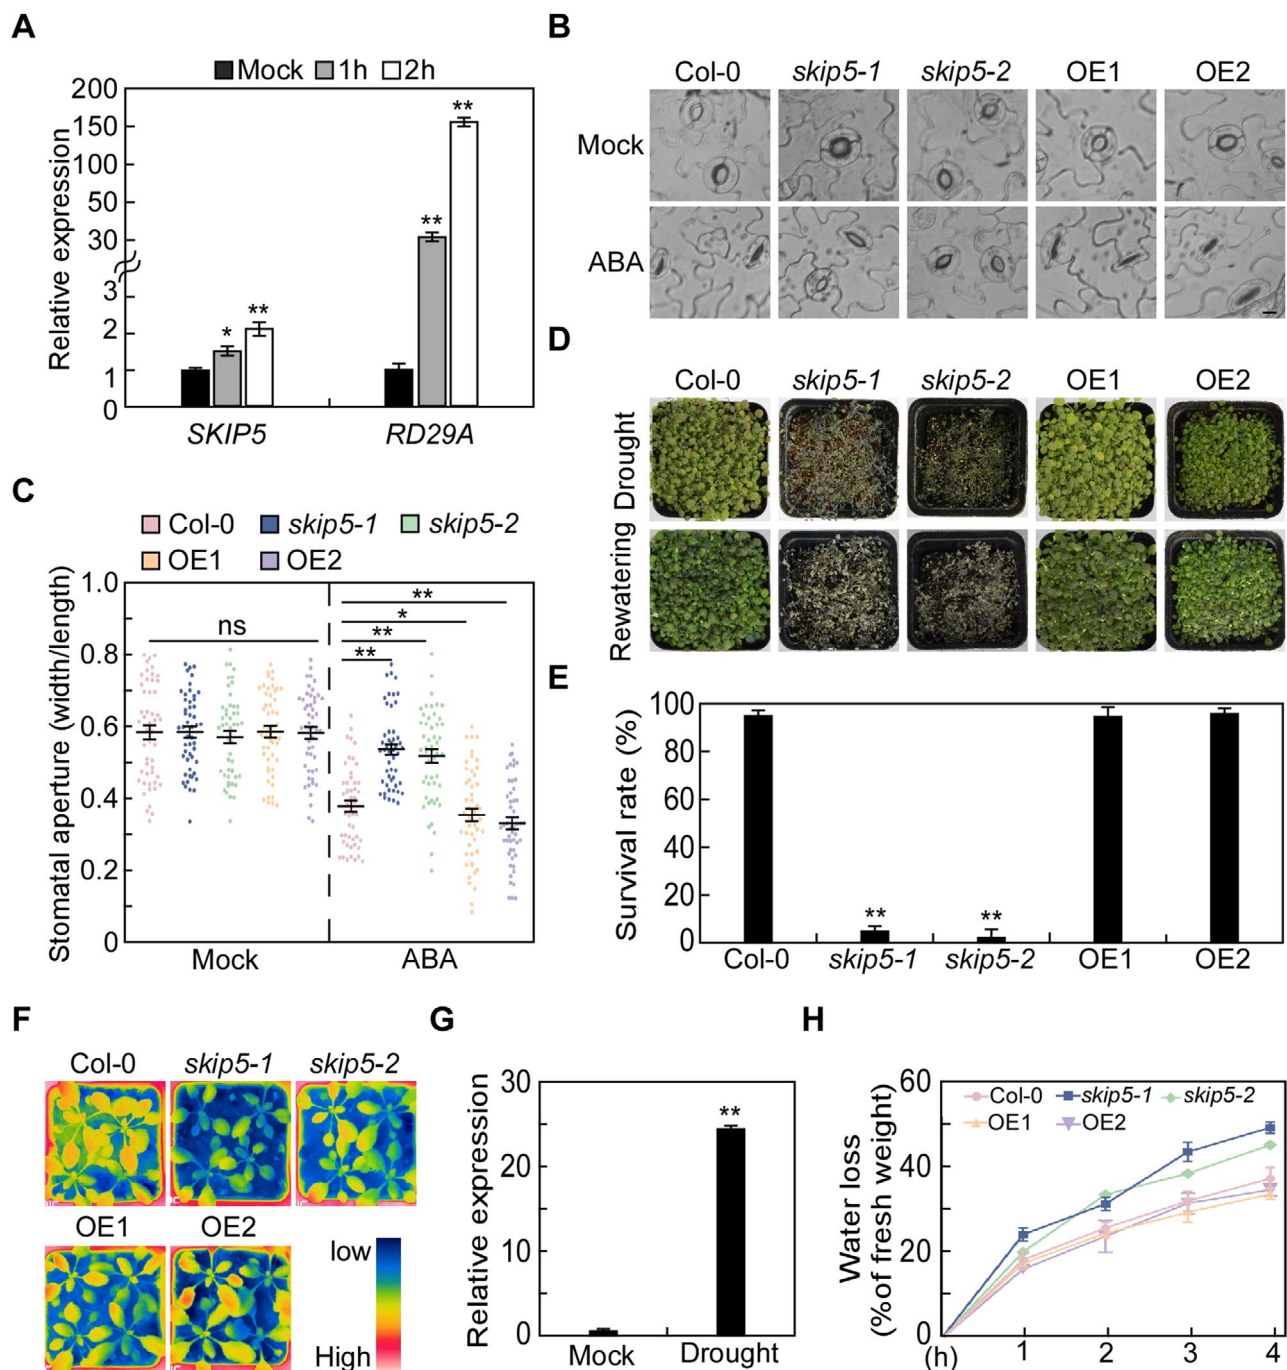 A
Mock 1h 2h
Relative expression
200
150
100
50
30
3
2
1
0
* ** ** **
SKIP5 RD29A
B
Col-0 skip5-1 skip5-2 OE1 OE2
Mock
ABA
C
Col-0 skip5-1 skip5-2
OE1 OE2
Stomatal aperture (width/length)
1.0
0.8
0.6
0.4
0.2
0
ns
**
*
**
**
Mock ABA
D
Col-0 skip5-1 skip5-2 OE1 OE2
Drought
Rewatering
E
Survival rate (%)
100
80
60
40
20
0
** **
Col-0 skip5-1 skip5-2 OE1 OE2
F
Col-0 skip5-1 skip5-2
OE1 OE2
low
High
G
Relative expression
30
20
10
0
**
Mock Drought
H
Water loss
(%of fresh weight)
60
40
20
0
Col-0 skip5-1 skip5-2
OE1 OE2
(h) 1 2 3 4